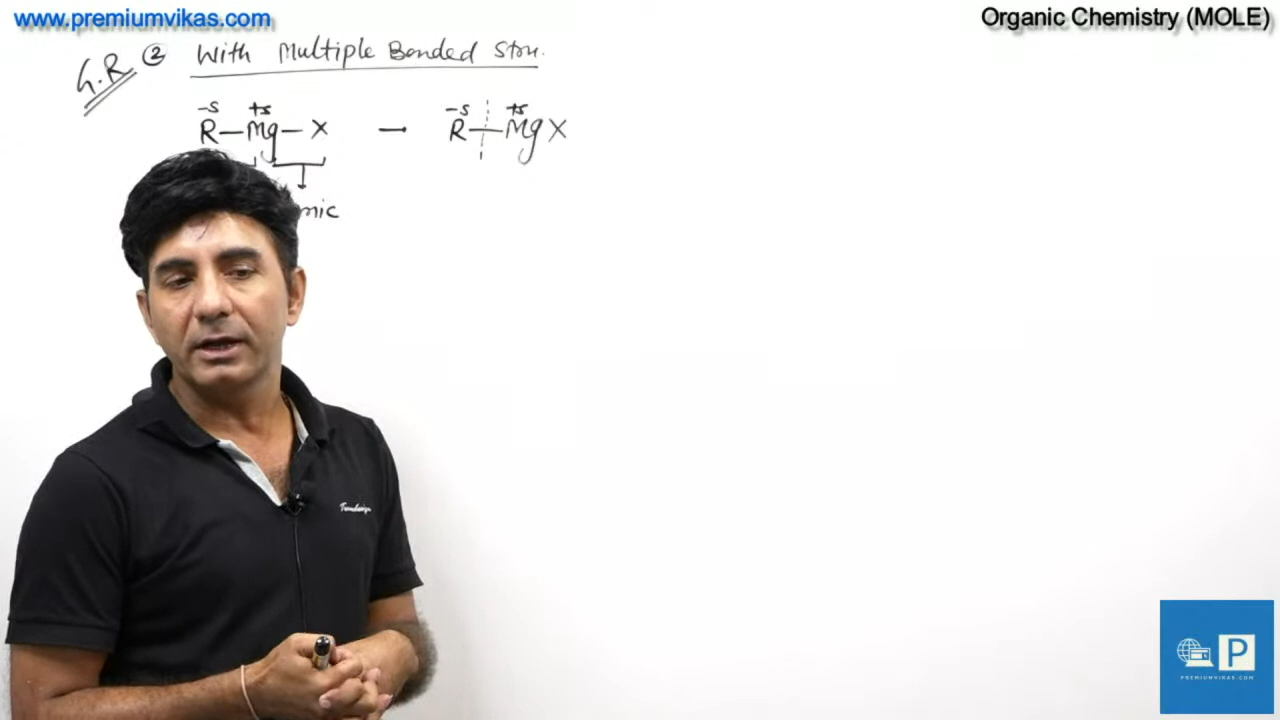 www.premiumvikas.com
Organic Chemistry (MOLE)
G.R ② With Multiple Bonded Stru.
-δ +δ -δ +δ
R—Mg—X — R—MgX
mic
PREMIUMVIKAS.COM